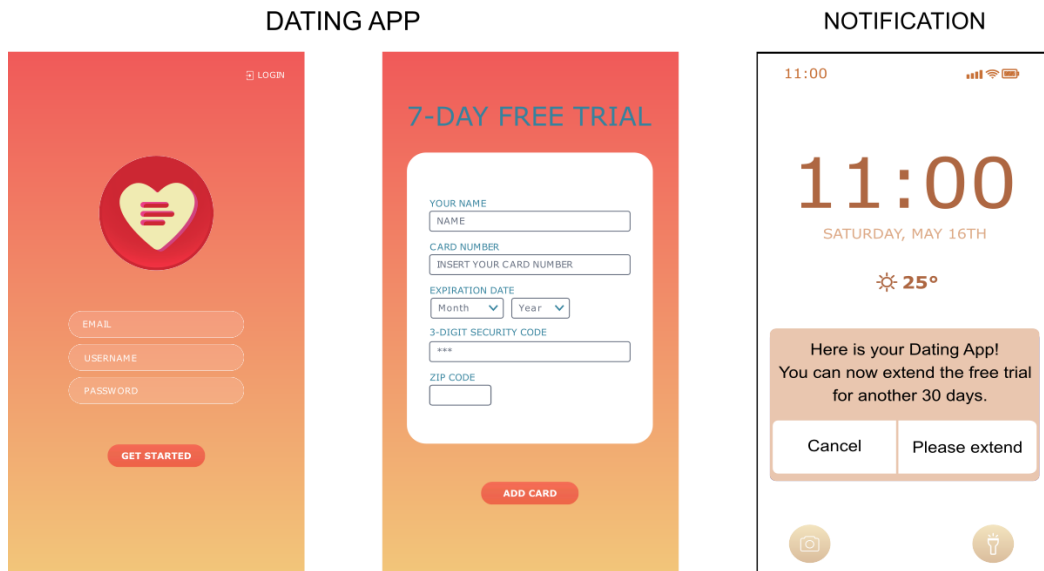 DATING APP
NOTIFICATION
LOGIN
EMAIL
USERNAME
PASSWORD
GET STARTED
7-DAY FREE TRIAL
YOUR NAME
NAME
CARD NUMBER
INSERT YOUR CARD NUMBER
EXPIRATION DATE
Month Year
3-DIGIT SECURITY CODE
***
ZIP CODE
ADD CARD
11:00
11:00
SATURDAY, MAY 16TH
25°
Here is your Dating App!
You can now extend the free trial
for another 30 days.
Cancel Please extend